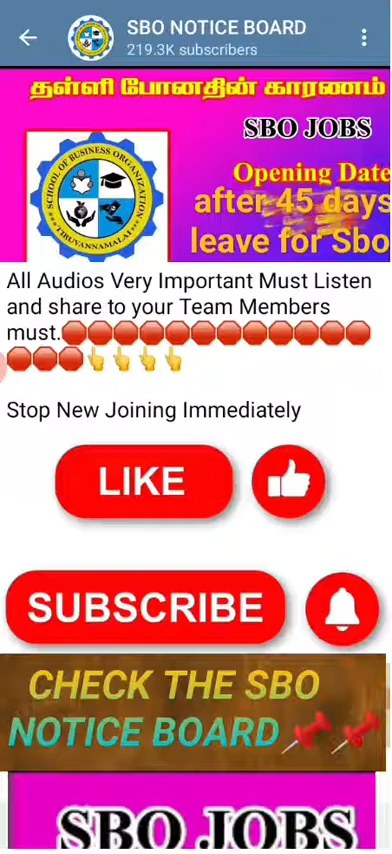 SBO NOTICE BOARD
219.3K subscribers
தள்ளி போனதின் காரணம்
SBO JOBS
SCHOOL OF BUSINESS ORGANIZATION
TIRUVANNAMALAI
Opening Date
after 45 days
leave for Sbo
All Audios Very Important Must Listen
and share to your Team Members
must.🛑🛑🛑🛑🛑🛑🛑🛑🛑🛑🛑🛑
🛑🛑🛑👆👆👆👆
Stop New Joining Immediately
LIKE
SUBSCRIBE
CHECK THE SBO
NOTICE BOARD📌📌
SBO JOBS